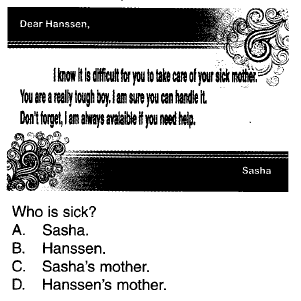 Dear Hanssen,
I know it is difficult for you to take care of your sick mother.
You are a really tough boy. I am sure you can handle it.
Don't forget, I am always avalaible if you need help.
Sasha
Who is sick?
A. Sasha.
B. Hanssen.
C. Sasha's mother.
D. Hanssen's mother.